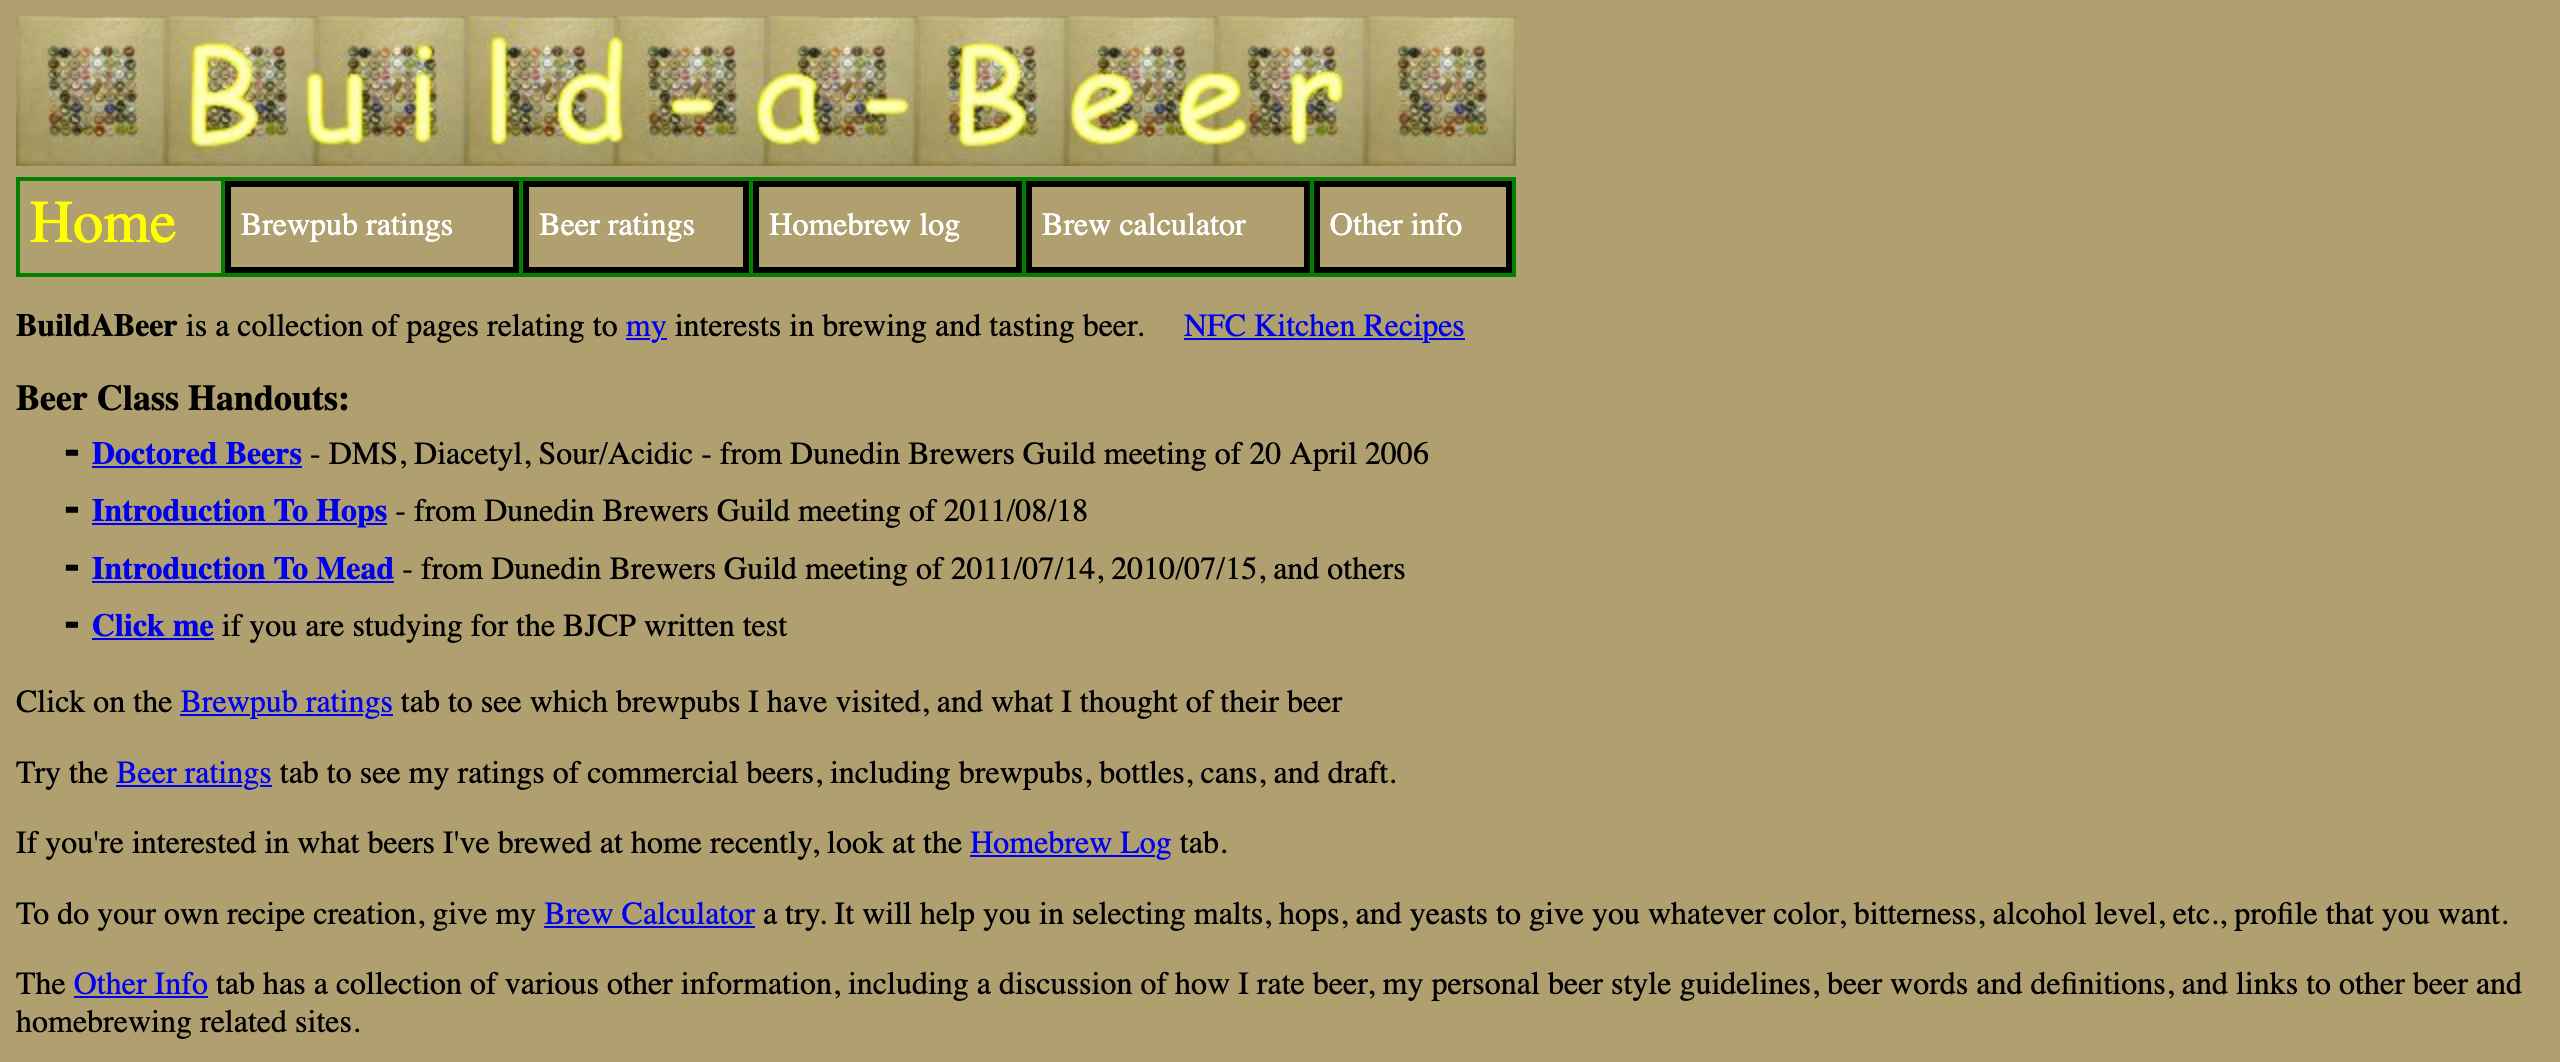 Build-a-Beer
Home Brewpub ratings Beer ratings Homebrew log Brew calculator Other info
BuildABeer is a collection of pages relating to my interests in brewing and tasting beer. NFC Kitchen Recipes
Beer Class Handouts:
- Doctored Beers - DMS, Diacetyl, Sour/Acidic - from Dunedin Brewers Guild meeting of 20 April 2006
- Introduction To Hops - from Dunedin Brewers Guild meeting of 2011/08/18
- Introduction To Mead - from Dunedin Brewers Guild meeting of 2011/07/14, 2010/07/15, and others
- Click me if you are studying for the BJCP written test
Click on the Brewpub ratings tab to see which brewpubs I have visited, and what I thought of their beer
Try the Beer ratings tab to see my ratings of commercial beers, including brewpubs, bottles, cans, and draft.
If you're interested in what beers I've brewed at home recently, look at the Homebrew Log tab.
To do your own recipe creation, give my Brew Calculator a try. It will help you in selecting malts, hops, and yeasts to give you whatever color, bitterness, alcohol level, etc., profile that you want.
The Other Info tab has a collection of various other information, including a discussion of how I rate beer, my personal beer style guidelines, beer words and definitions, and links to other beer and
homebrewing related sites.